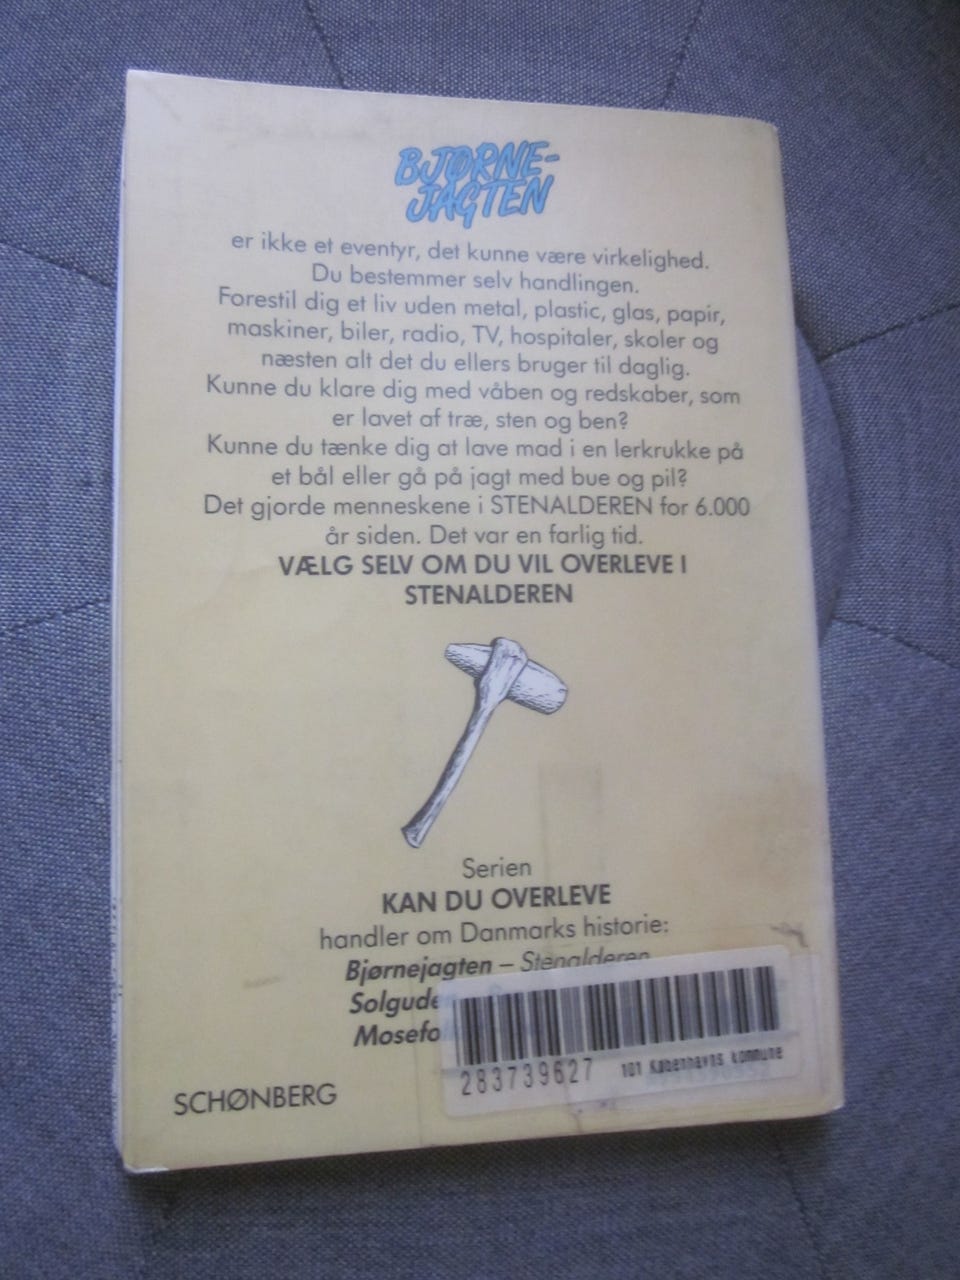 BJØRNE-
JAGTEN
er ikke et eventyr, det kunne være virkelighed.
Du bestemmer selv handlingen.
Forestil dig et liv uden metal, plastic, glas, papir,
maskiner, biler, radio, TV, hospitaler, skoler og
næsten alt det du ellers bruger til daglig.
Kunne du klare dig med våben og redskaber, som
er lavet af træ, sten og ben?
Kunne du tænke dig at lave mad i en lerkrukke på
et bål eller gå på jagt med bue og pil?
Det gjorde menneskene i STENALDEREN for 6.000
år siden. Det var en farlig tid.
VÆLG SELV OM DU VIL OVERLEVE I
STENALDEREN
Serien
KAN DU OVERLEVE
handler om Danmarks historie:
Bjørnejagten – Stenalderen
Solgude
Mosefo
283739627 101 Københavns kommune
SCHØNBERG